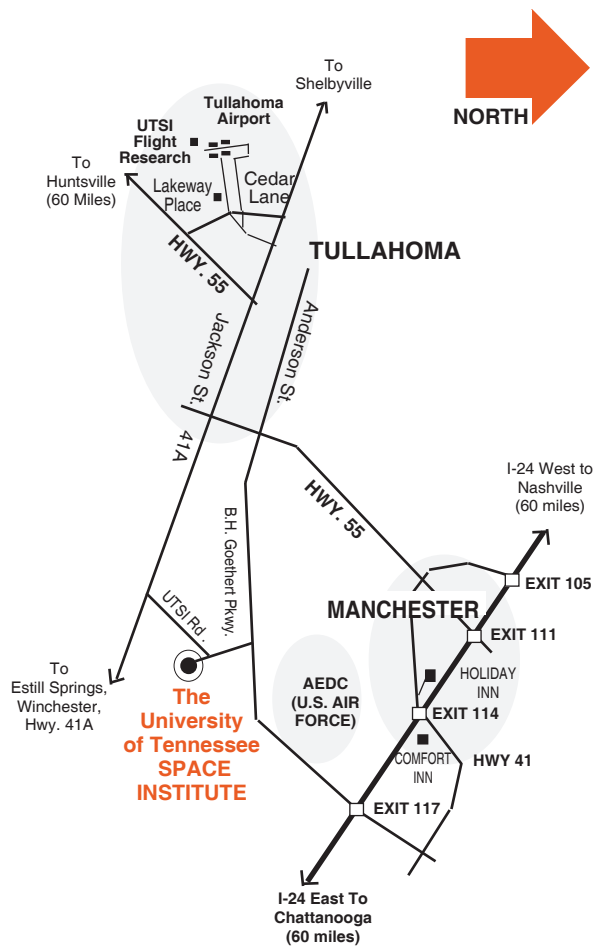 To
Shelbyville
NORTH
Tullahoma
Airport
UTSI
Flight
Research
To
Huntsville
(60 Miles)
Lakeway
Place
Cedar
Lane
HWY. 55
TULLAHOMA
Jackson St.
Anderson St.
41A
HWY. 55
I-24 West to
Nashville
(60 miles)
B.H. Goethert Pkwy.
EXIT 105
UTSI Rd .
MANCHESTER
EXIT 111
To
Estill Springs,
Winchester,
Hwy. 41A
The
University
of Tennessee
SPACE
INSTITUTE
AEDC
(U.S. AIR
FORCE)
HOLIDAY
INN
EXIT 114
COMFORT
INN
HWY 41
EXIT 117
I-24 East To
Chattanooga
(60 miles)